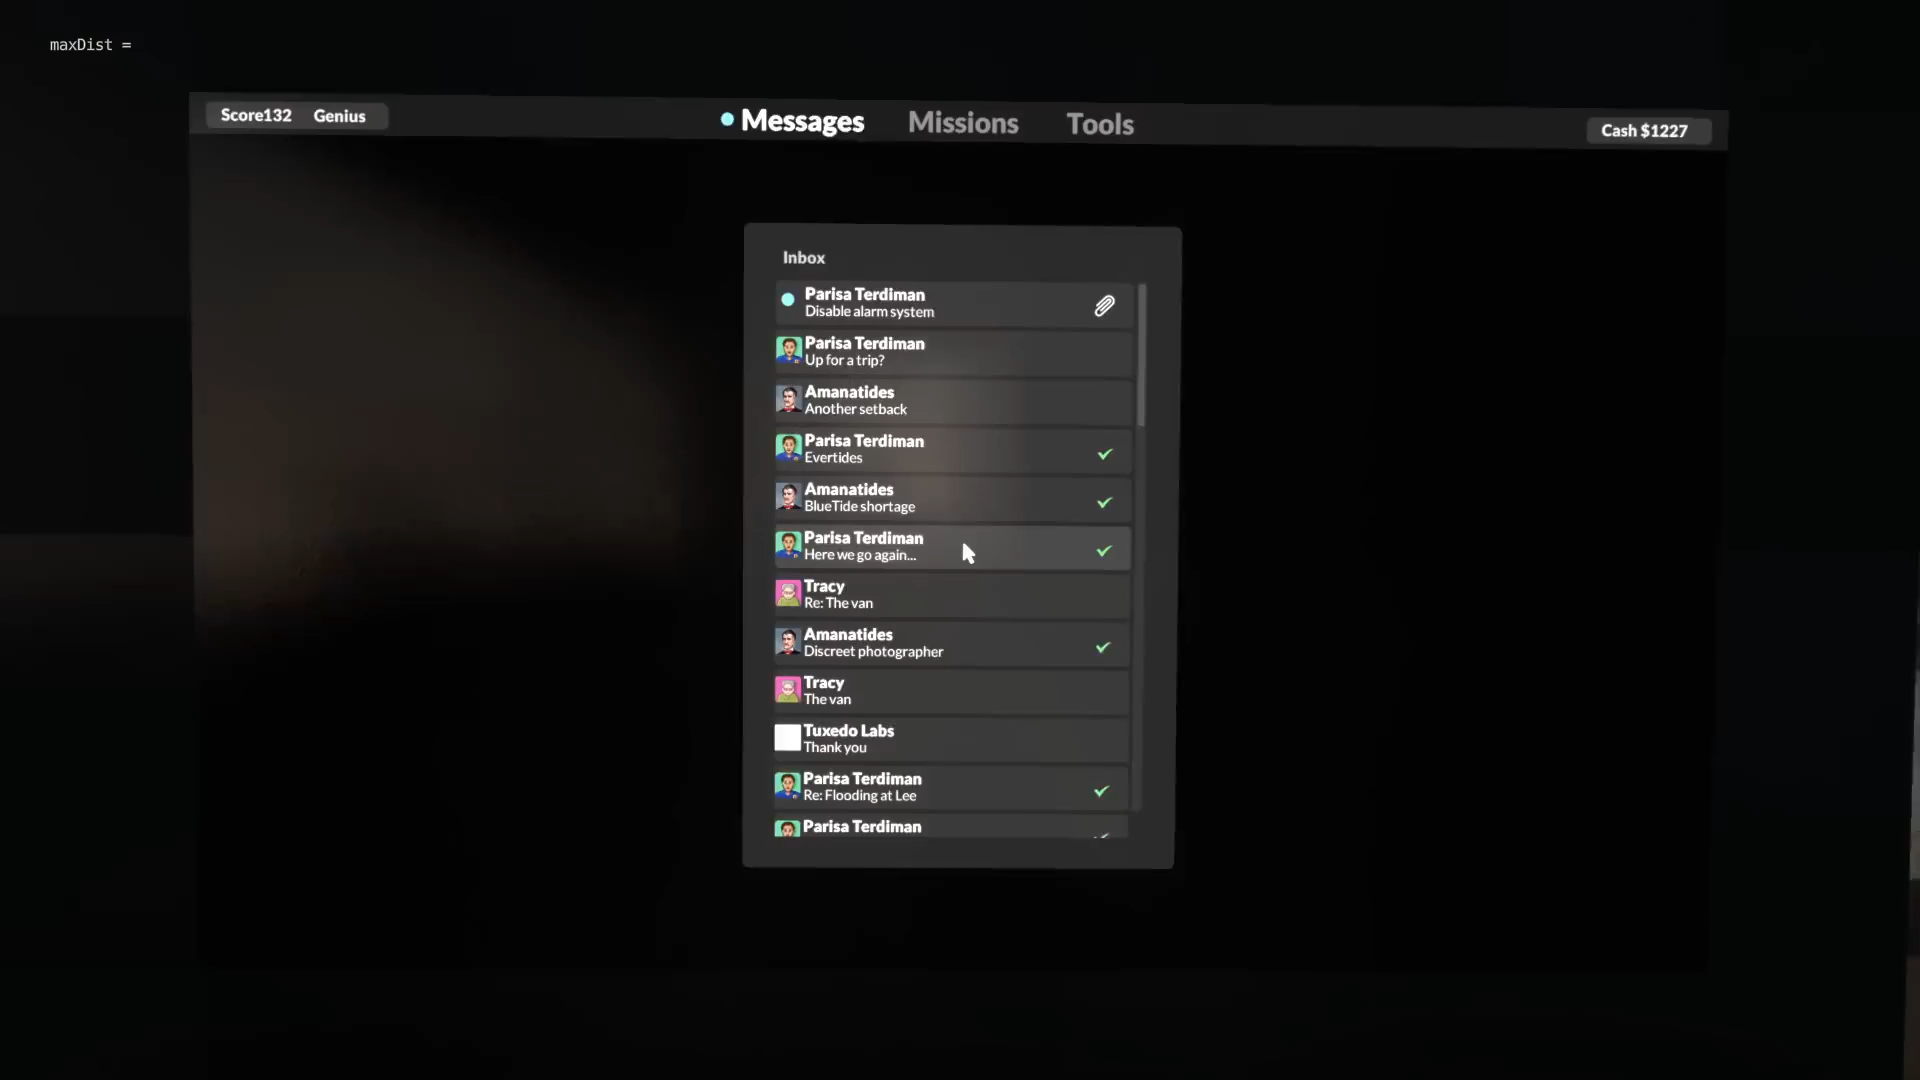 maxDist =
Score132 Genius
Messages Missions Tools
Cash $1227
Inbox
Parisa Terdiman
Disable alarm system
Parisa Terdiman
Up for a trip?
Amanatides
Another setback
Parisa Terdiman
Evertides
Amanatides
BlueTide shortage
Parisa Terdiman
Here we go again...
Tracy
Re: The van
Amanatides
Discreet photographer
Tracy
The van
Tuxedo Labs
Thank you
Parisa Terdiman
Re: Flooding at Lee
Parisa Terdiman